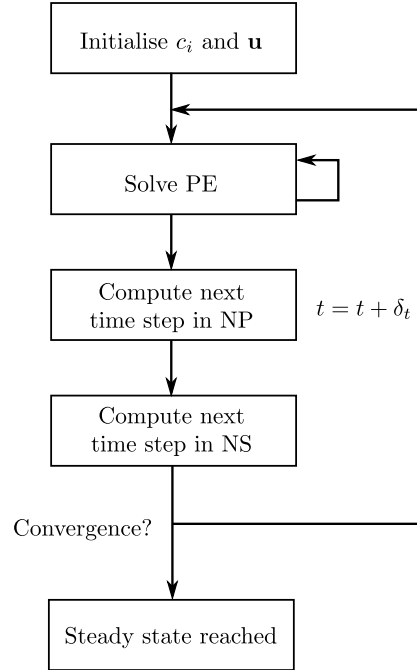 Initialise c_i and u
Solve PE
Compute next
time step in NP
t = t + δ_t
Compute next
time step in NS
Convergence?
Steady state reached